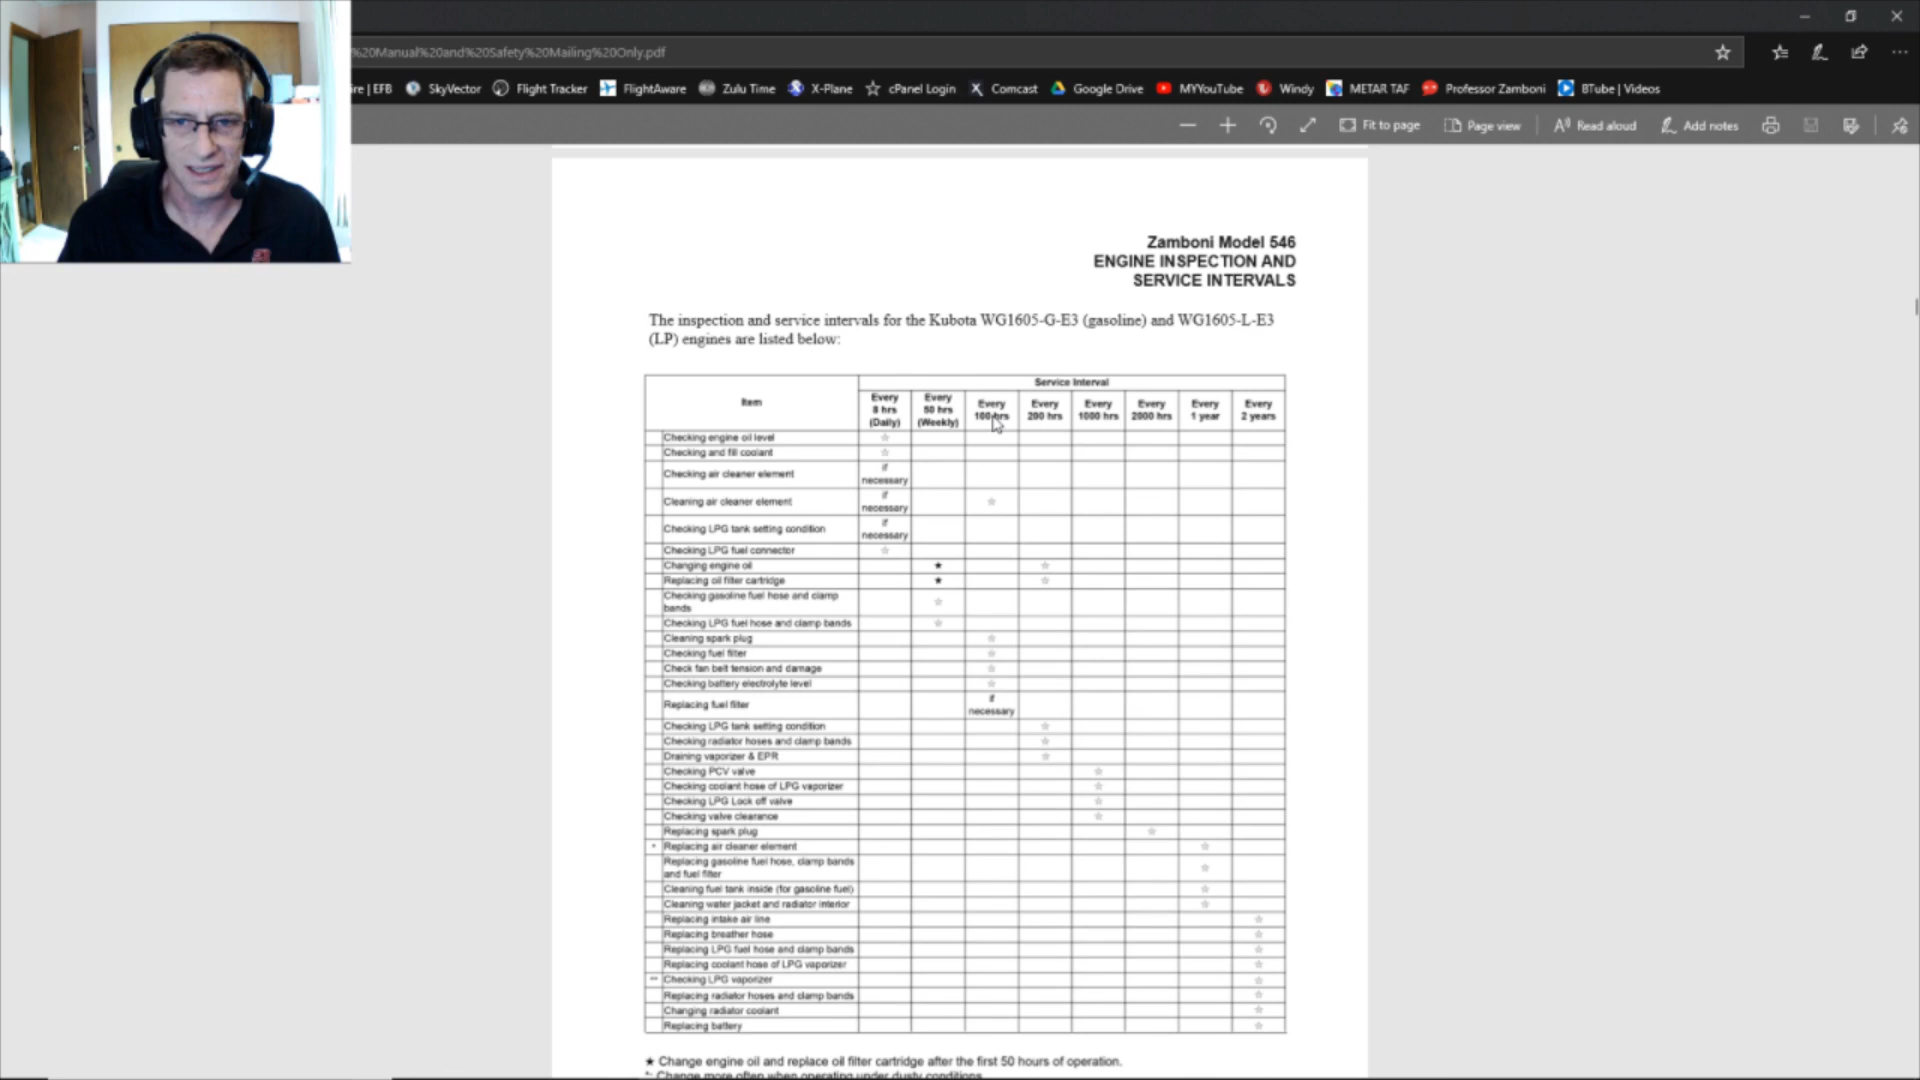 %20Manual%20and%20Safety%20Mailing%20Only.pdf
ire | EFB SkyVector Flight Tracker FlightAware Zulu Time X-Plane cPanel Login Comcast Google Drive MYYouTube Windy METAR TAF Professor Zamboni BTube | Videos
Fit to page Page view Read aloud Add notes
Zamboni Model 546
ENGINE INSPECTION AND
SERVICE INTERVALS
The inspection and service intervals for the Kubota WG1605-G-E3 (gasoline) and WG1605-L-E3
(LP) engines are listed below:
Service Interval
Item Every 8 hrs (Daily) Every 50 hrs (Weekly) Every 100 hrs Every 200 hrs Every 1000 hrs Every 2000 hrs Every 1 year Every 2 years
Checking engine oil level ☆
Checking and fill coolant ☆
Checking air cleaner element if necessary
Cleaning air cleaner element if necessary ☆
Checking LPG tank setting condition if necessary
Checking LPG fuel connector ☆
Changing engine oil ★ ☆
Replacing oil filter cartridge ★ ☆
Checking gasoline fuel hose and clamp bands ☆
Checking LPG fuel hose and clamp bands ☆
Cleaning spark plug ☆
Checking fuel filter ☆
Check fan belt tension and damage ☆
Checking battery electrolyte level ☆
Replacing fuel filter if necessary
Checking LPG tank setting condition ☆
Checking radiator hoses and clamp bands ☆
Draining vaporizer & EPR ☆
Checking PCV valve ☆
Checking coolant hose of LPG vaporizer ☆
Checking LPG Lock off valve ☆
Checking valve clearance ☆
Replacing spark plug ☆
* Replacing air cleaner element ☆
Replacing gasoline fuel hose, clamp bands and fuel filter ☆
Cleaning fuel tank inside (for gasoline fuel) ☆
Cleaning water jacket and radiator interior ☆
Replacing intake air line ☆
Replacing breather hose ☆
Replacing LPG fuel hose and clamp bands ☆
Replacing coolant hose of LPG vaporizer ☆
** Checking LPG vaporizer ☆
Replacing radiator hoses and clamp bands ☆
Changing radiator coolant ☆
Replacing battery ☆
★ Change engine oil and replace oil filter cartridge after the first 50 hours of operation.
*- Change more often when operating under dusty conditions